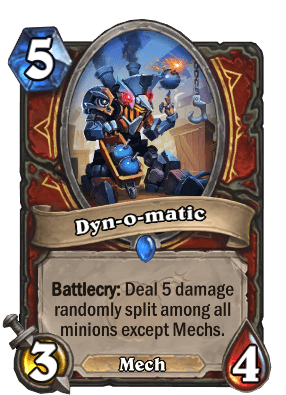 5
Dyn-o-matic
Battlecry: Deal 5 damage
randomly split among all
minions except Mechs.
3
Mech
4